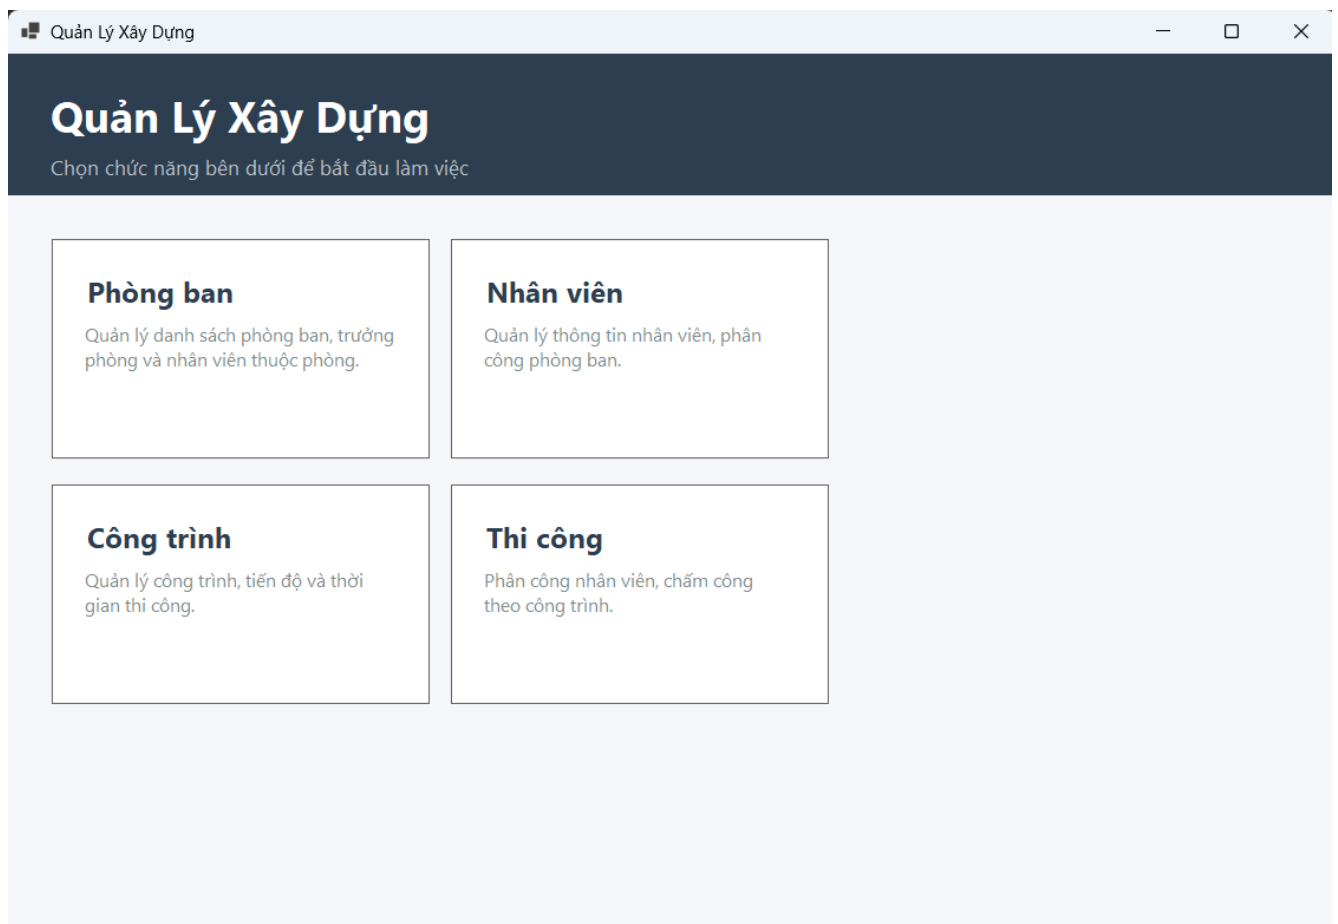 Quản Lý Xây Dựng
Quản Lý Xây Dựng
Chọn chức năng bên dưới để bắt đầu làm việc
Phòng ban
Quản lý danh sách phòng ban, trưởng
phòng và nhân viên thuộc phòng.
Nhân viên
Quản lý thông tin nhân viên, phân
công phòng ban.
Công trình
Quản lý công trình, tiến độ và thời
gian thi công.
Thi công
Phân công nhân viên, chấm công
theo công trình.